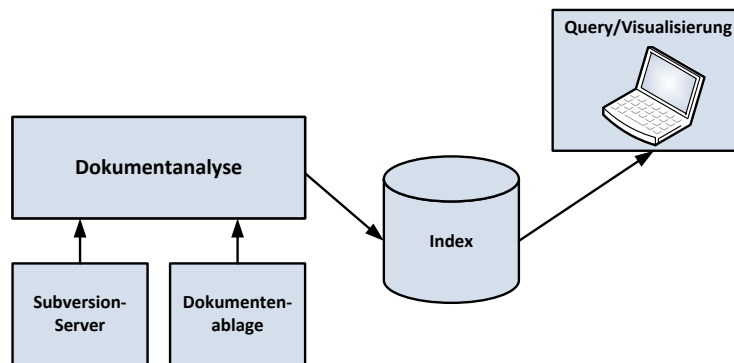 Query/Visualisierung
Dokumentanalyse
Index
Subversion-
Server
Dokumenten-
ablage